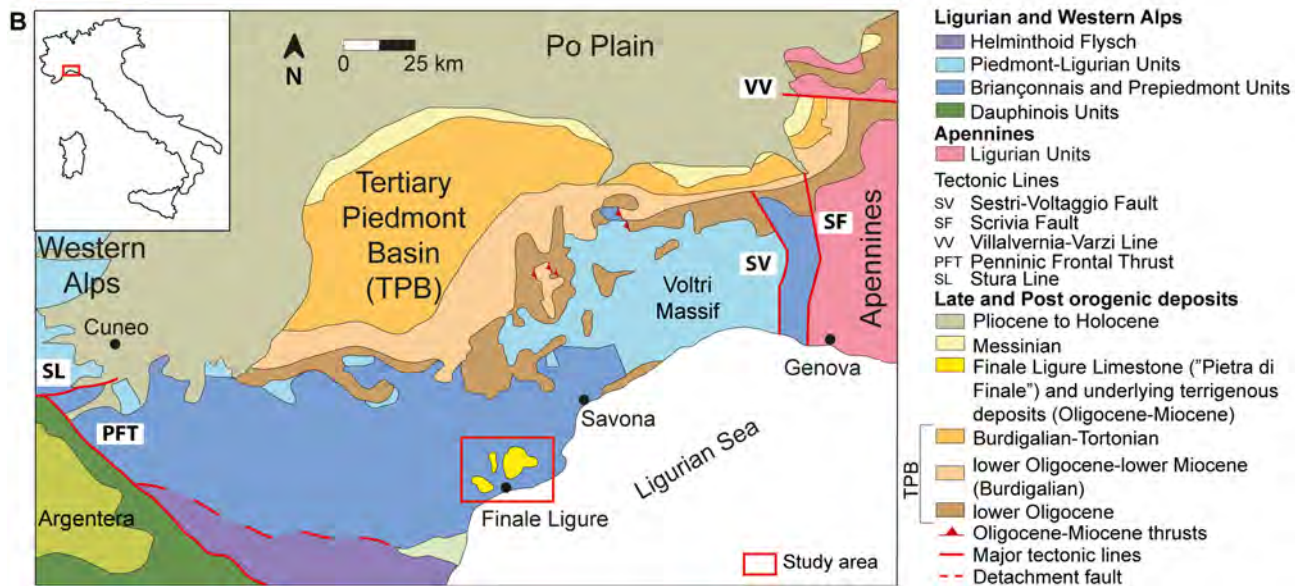 B
Po Plain
N
0 25 km
VV
Tertiary
Piedmont
Basin
(TPB)
Western
Alps
SF
SV
Voltri
Massif
Apennines
Cuneo
SL
Genova
PFT
Savona
Ligurian Sea
Argentera
Finale Ligure
Study area
Ligurian and Western Alps
Helminthoid Flysch
Piedmont-Ligurian Units
Briançonnais and Prepiedmont Units
Dauphinois Units
Apennines
Ligurian Units
Tectonic Lines
SV Sestri-Voltaggio Fault
SF Scrivia Fault
VV Villalvernia-Varzi Line
PFT Penninic Frontal Thrust
SL Stura Line
Late and Post orogenic deposits
Pliocene to Holocene
Messinian
Finale Ligure Limestone ("Pietra di
Finale") and underlying terrigenous
deposits (Oligocene-Miocene)
TPB
Burdigalian-Tortonian
lower Oligocene-lower Miocene
(Burdigalian)
lower Oligocene
Oligocene-Miocene thrusts
Major tectonic lines
Detachment fault